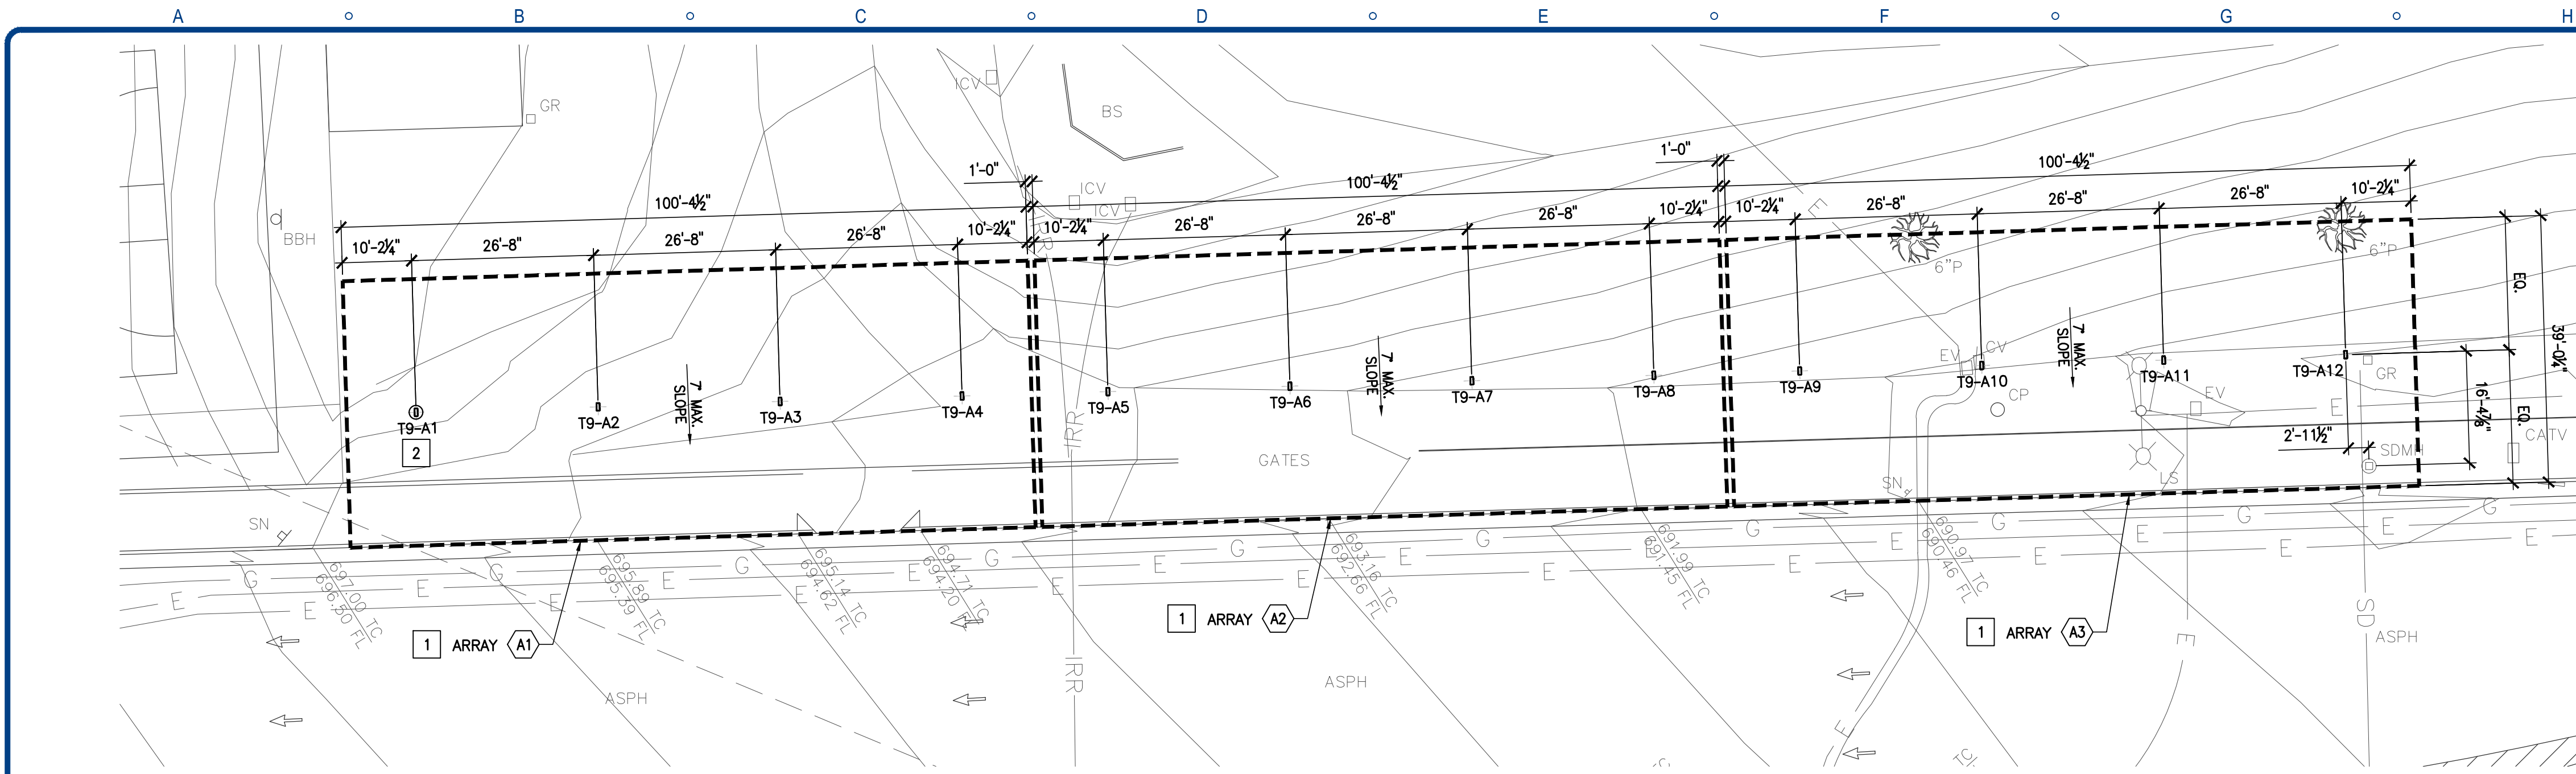 A B C D E F G H
GR
ICV
BS
1'-0"
1'-0"
100'-4½"
100'-4½"
100'-4½"
ICV
ICV
BBH
IRR
E
10'-2¼" 26'-8" 26'-8" 26'-8" 10'-2¼"
10'-2¼" 26'-8" 26'-8" 26'-8" 10'-2¼"
10'-2¼" 26'-8" 26'-8" 26'-8" 10'-2¼"
6"P
6"P
EQ.
39'-0¼"
EQ.
16'-4⅞"
2'-11½"
7° MAX.
SLOPE
7° MAX.
SLOPE
7° MAX.
SLOPE
EV
CV
T9-A1
T9-A2
T9-A3
T9-A4
T9-A5
T9-A6
T9-A7
T9-A8
T9-A9
T9-A10
T9-A11
T9-A12
GR
CP
EV
E
2
IRR
GATES
SDMH
CATV
LS
SN
SN
G G G G G G G G G
E E E E E E E E E
E E E E E E E E E
697.00 TC
696.50 FL
695.89 TC
695.39 FL
695.14 TC
694.62 FL
694.71 TC
694.20 FL
693.16 TC
692.66 FL
691.99 TC
691.45 FL
690.97 TC
690.46 FL
1 ARRAY A1
1 ARRAY A2
1 ARRAY A3
IRR
E
E
SD
ASPH
ASPH
ASPH
TC